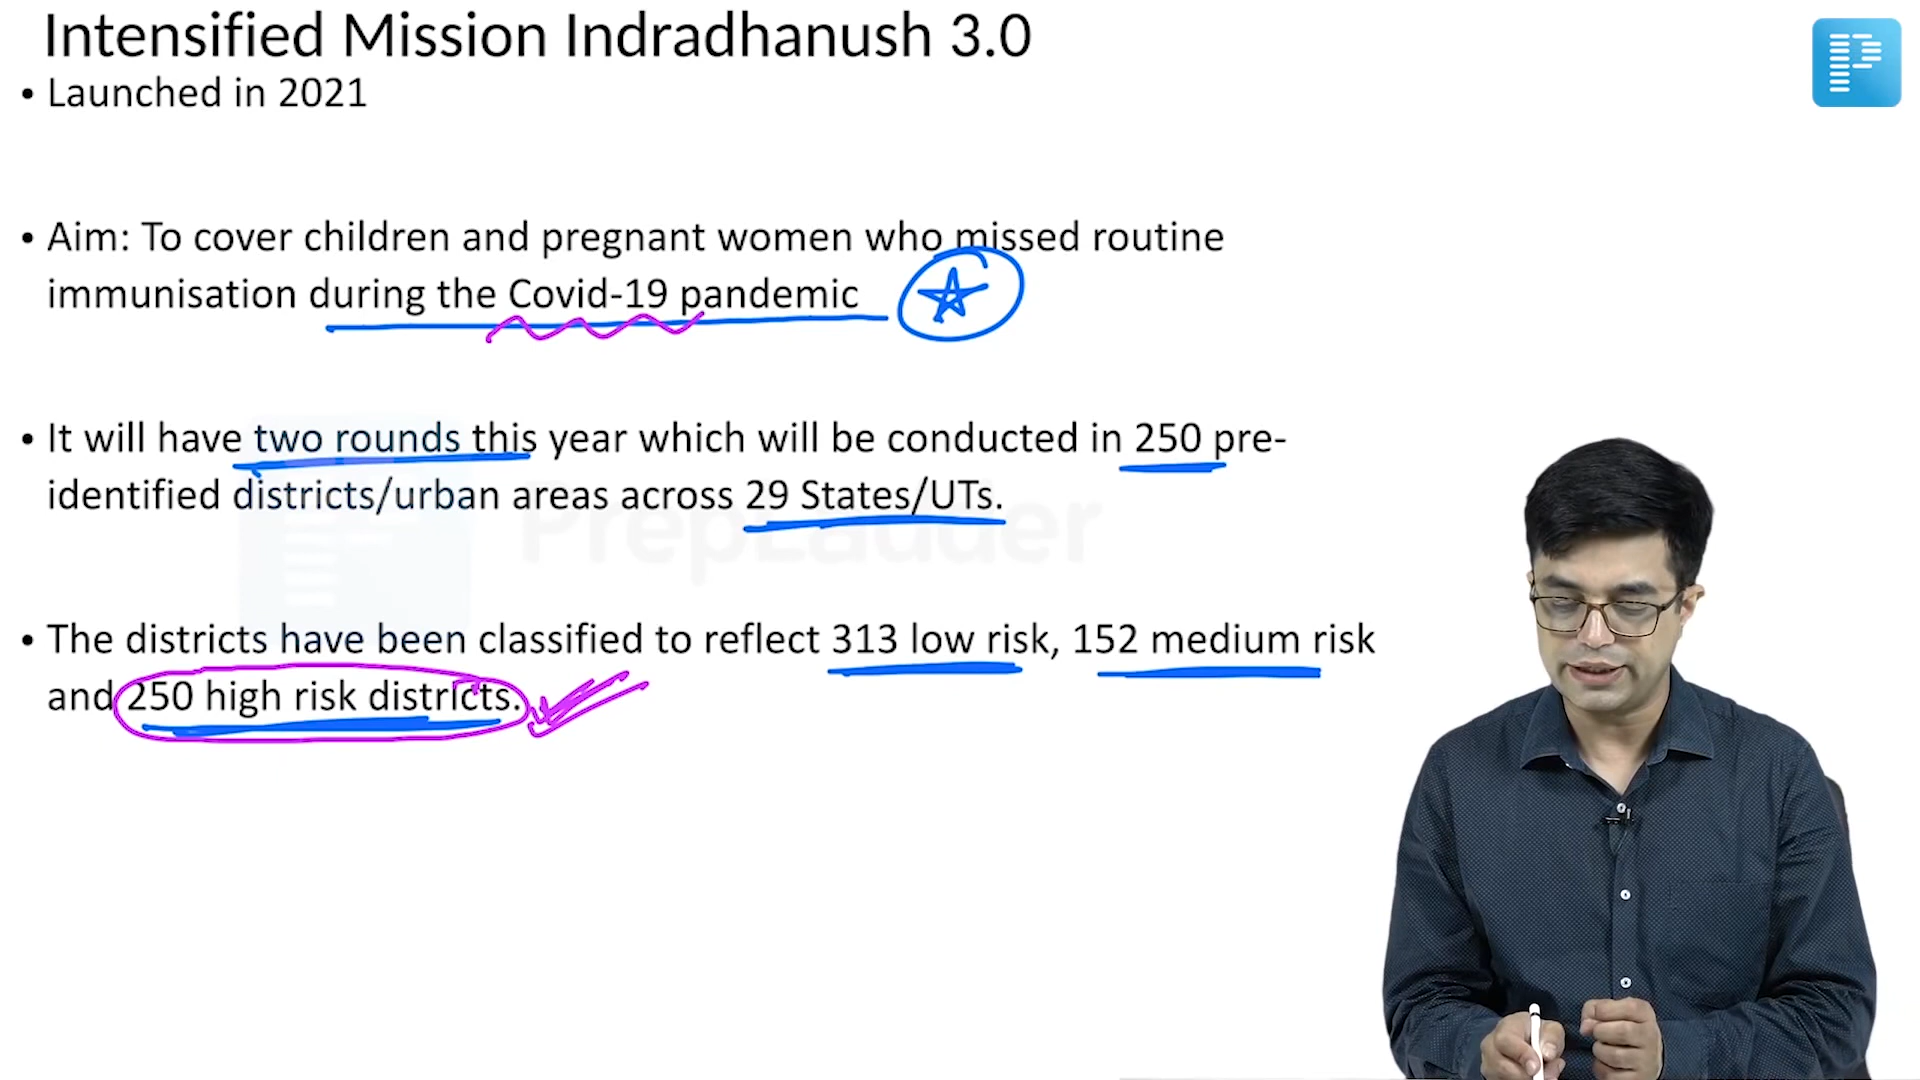 Intensified Mission Indradhanush 3.0
• Launched in 2021
• Aim: To cover children and pregnant women who missed routine
immunisation during the Covid-19 pandemic
• It will have two rounds this year which will be conducted in 250 pre-
identified districts/urban areas across 29 States/UTs.
PrepLadder
• The districts have been classified to reflect 313 low risk, 152 medium risk
and 250 high risk districts.